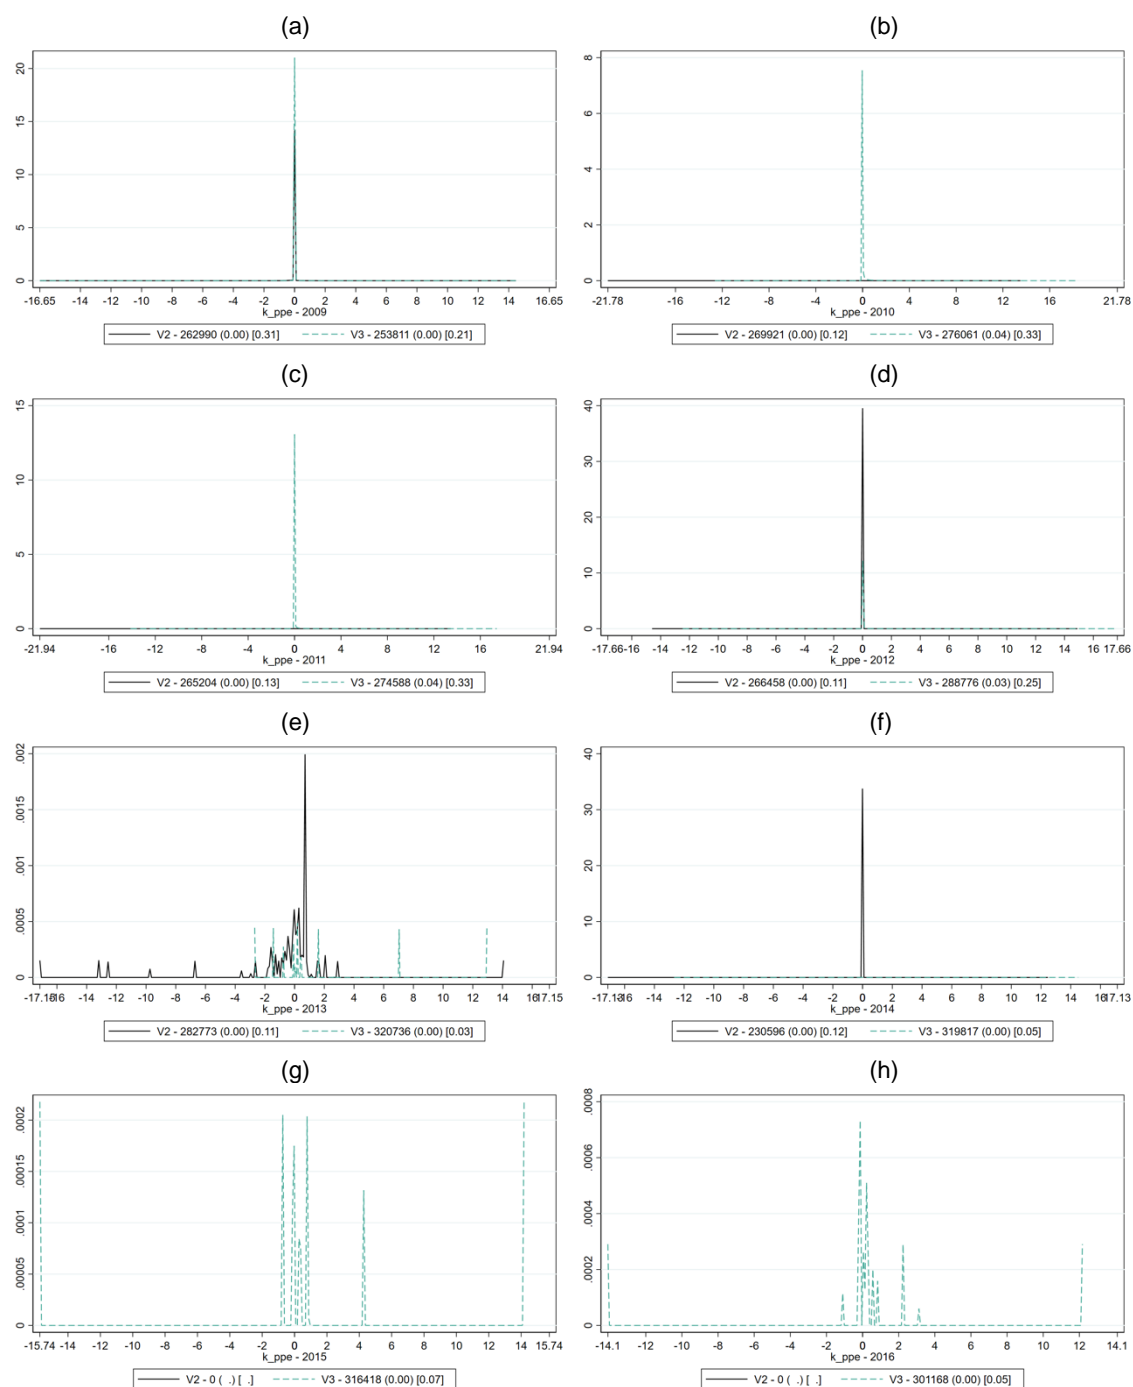 (a)
20
15
10
5
0
-16.65 -12 -10 -8 -6 -4 -2 0 2 4 6 8 10 12 14 16.65
k_ppe - 2009
V2 - 262990 (0.00) [0.31] V3 - 253811 (0.00) [0.21]
(b)
8
6
4
2
0
-21.78 -16 -12 -8 -4 0 4 8 12 16 21.78
k_ppe - 2010
V2 - 269921 (0.00) [0.12] V3 - 276061 (0.04) [0.33]
(c)
15
10
5
0
-21.94 -16 -12 -8 -4 0 4 8 12 16 21.94
k_ppe - 2011
V2 - 265204 (0.00) [0.13] V3 - 274588 (0.04) [0.33]
(d)
40
30
20
10
0
-17.66-16 -12 -10 -8 -6 -4 -2 0 2 4 6 8 10 12 14 16 17.66
k_ppe - 2012
V2 - 266458 (0.00) [0.11] V3 - 288776 (0.03) [0.25]
(e)
.002
.0015
.001
.0005
0
-14 -12 -10 -8 -6 -4 -2 0 2 4 6 8 10 12 14 1617.15
k_ppe - 2013
V2 - 282773 (0.00) [0.11] V3 - 320736 (0.00) [0.03]
(f)
40
30
20
10
0
-14 -12 -10 -8 -6 -4 -2 0 2 4 6 8 10 12 14 1617.13
k_ppe - 2014
V2 - 230596 (0.00) [0.12] V3 - 319817 (0.00) [0.05]
(g)
.0002
.00015
.0001
.00005
0
-15.74 -14 -12 -10 -8 -6 -4 -2 0 2 4 6 8 10 12 14 15.74
k_ppe - 2015
V2 - 0 ( .) [ .] V3 - 316418 (0.00) [0.07]
(h)
.0008
.0006
.0004
.0002
0
-14.1 -12 -10 -8 -6 -4 -2 0 2 4 6 8 10 12 14.1
k_ppe - 2016
V2 - 0 ( .) [ .] V3 - 301168 (0.00) [0.05]